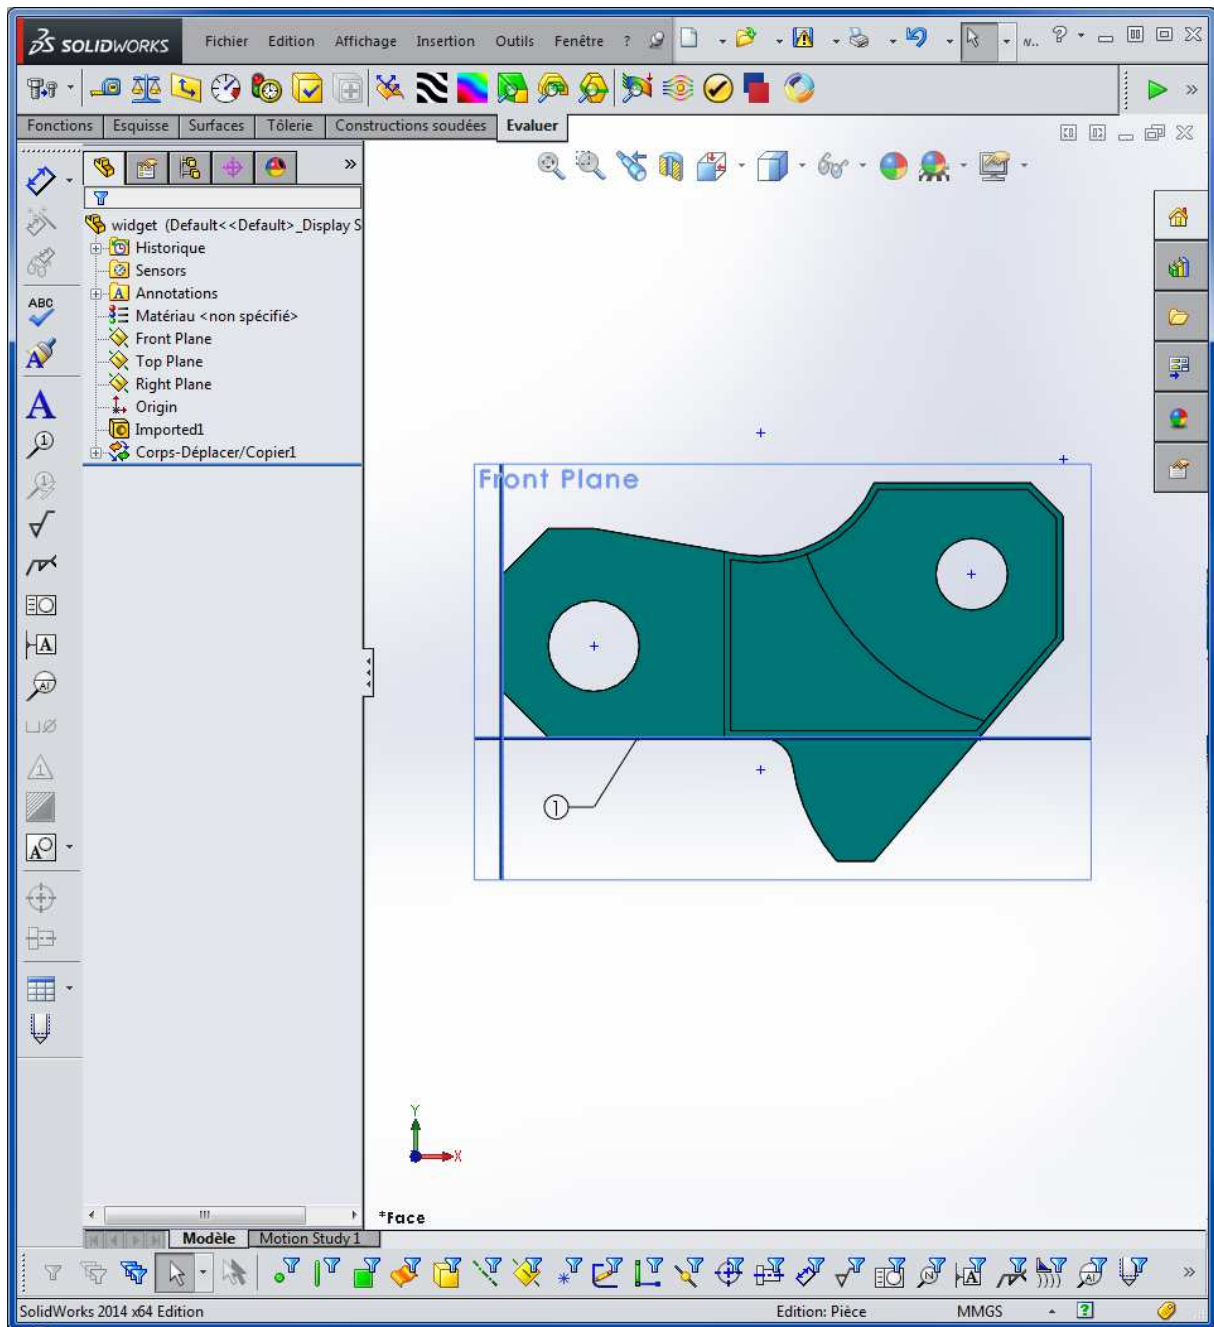 SOLIDWORKS Fichier Edition Affichage Insertion Outils Fenêtre ? N..
Fonctions Esquisse Surfaces Tôlerie Constructions soudées Evaluer
widget (Default<<Default>_Display S
Historique
Sensors
Annotations
Matériau <non spécifié>
Front Plane
Top Plane
Right Plane
Origin
Imported1
Corps-Déplacer/Copier1
ABC
Front Plane
1
Y
X
*Face
Modèle Motion Study 1
SolidWorks 2014 x64 Edition Edition: Pièce MMGS